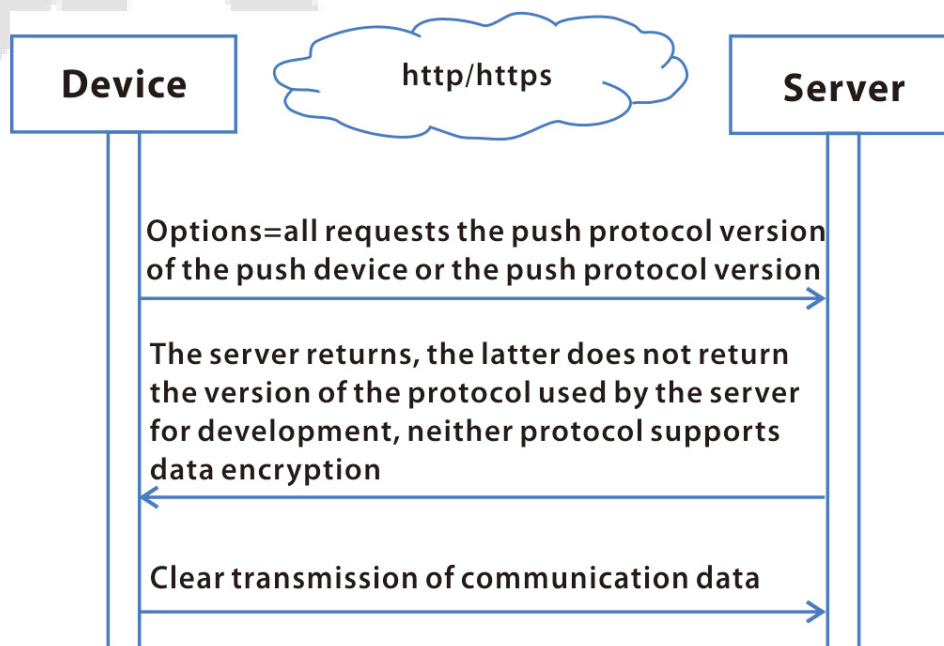 Device
http/https
Server
Options=all requests the push protocol version
of the push device or the push protocol version
The server returns, the latter does not return
the version of the protocol used by the server
for development, neither protocol supports
data encryption
Clear transmission of communication data